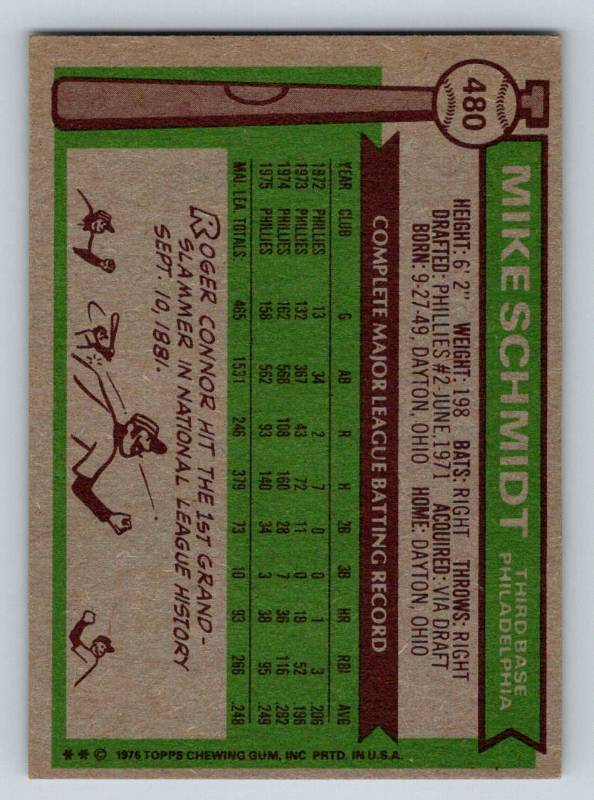 480
MIKE SCHMIDT
THIRD BASE
PHILADELPHIA
HEIGHT: 6' 2" WEIGHT: 198 BATS: RIGHT THROWS: RIGHT
DRAFTED: PHILLIES #2-JUNE, 1971 ACQUIRED: VIA DRAFT
BORN: 9-27-49, DAYTON, OHIO HOME: DAYTON, OHIO
COMPLETE MAJOR LEAGUE BATTING RECORD
YEAR CLUB G AB R H 2B 3B HR RBI AVG
1972 PHILLIES 13 34 2 7 0 0 1 3 .206
1973 PHILLIES 132 367 43 72 11 0 18 52 .196
1974 PHILLIES 162 568 108 160 28 7 36 116 .282
1975 PHILLIES 158 562 93 140 34 3 38 95 .249
MAJ. LEA. TOTALS: 465 1531 246 379 73 10 93 266 .248
ROGER CONNOR HIT THE 1ST GRAND-
SLAMMER IN NATIONAL LEAGUE HISTORY
SEPT. 10, 1881.
** © 1976 TOPPS CHEWING GUM, INC PRTD. IN U.S.A.